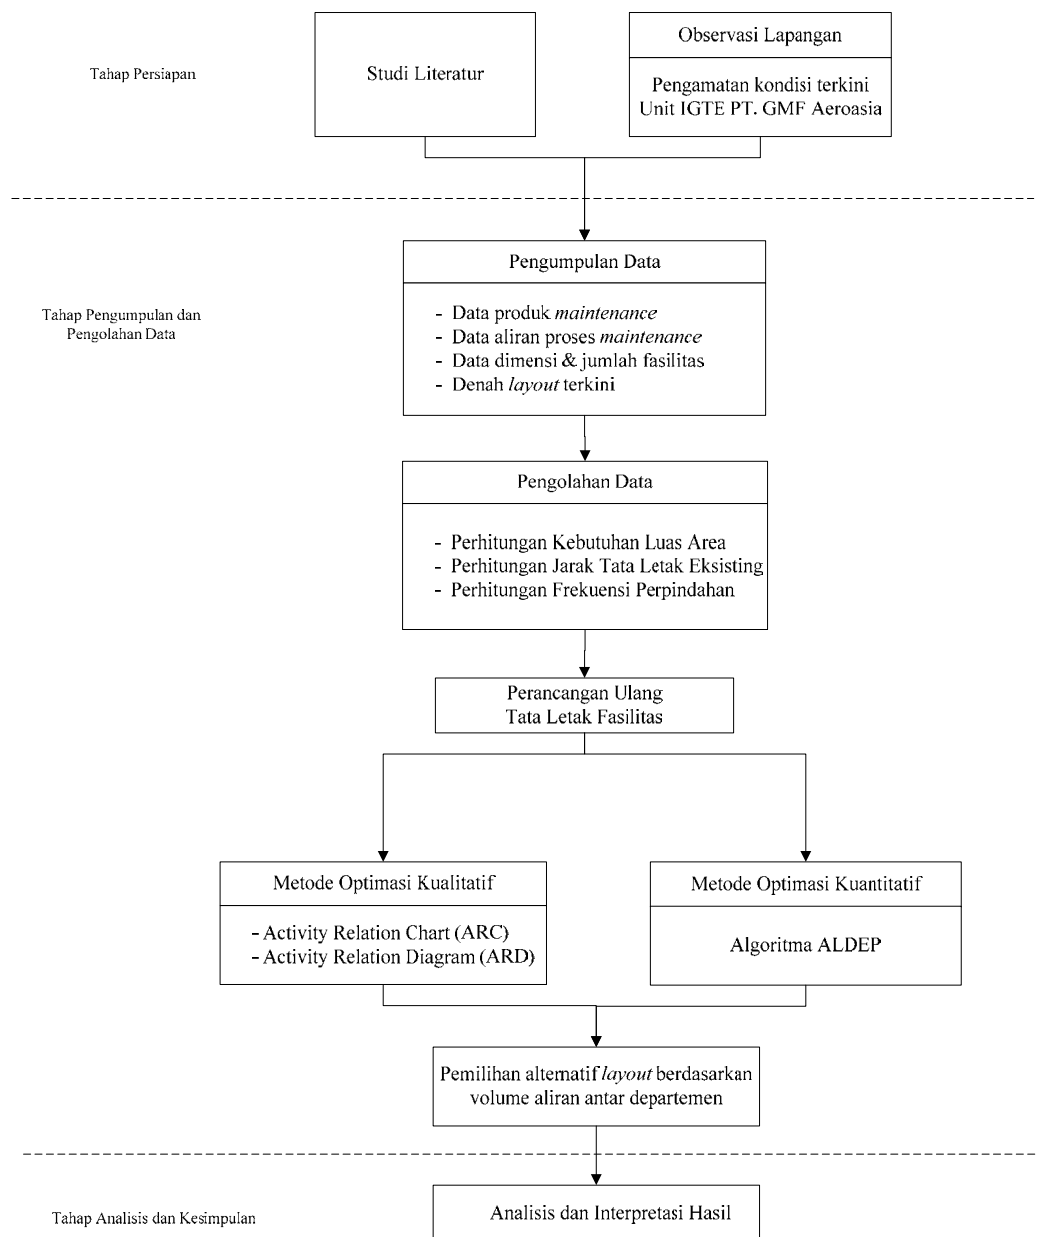 Tahap Persiapan
Studi Literatur
Observasi Lapangan
Pengamatan kondisi terkini
Unit IGTE PT. GMF Aeroasia
Tahap Pengumpulan dan
Pengolahan Data
Pengumpulan Data
- Data produk maintenance
- Data aliran proses maintenance
- Data dimensi & jumlah fasilitas
- Denah layout terkini
Pengolahan Data
- Perhitungan Kebutuhan Luas Area
- Perhitungan Jarak Tata Letak Eksisting
- Perhitungan Frekuensi Perpindahan
Perancangan Ulang
Tata Letak Fasilitas
Metode Optimasi Kualitatif
- Activity Relation Chart (ARC)
- Activity Relation Diagram (ARD)
Metode Optimasi Kuantitatif
Algoritma ALDEP
Pemilihan alternatif layout berdasarkan
volume aliran antar departemen
Tahap Analisis dan Kesimpulan
Analisis dan Interpretasi Hasil